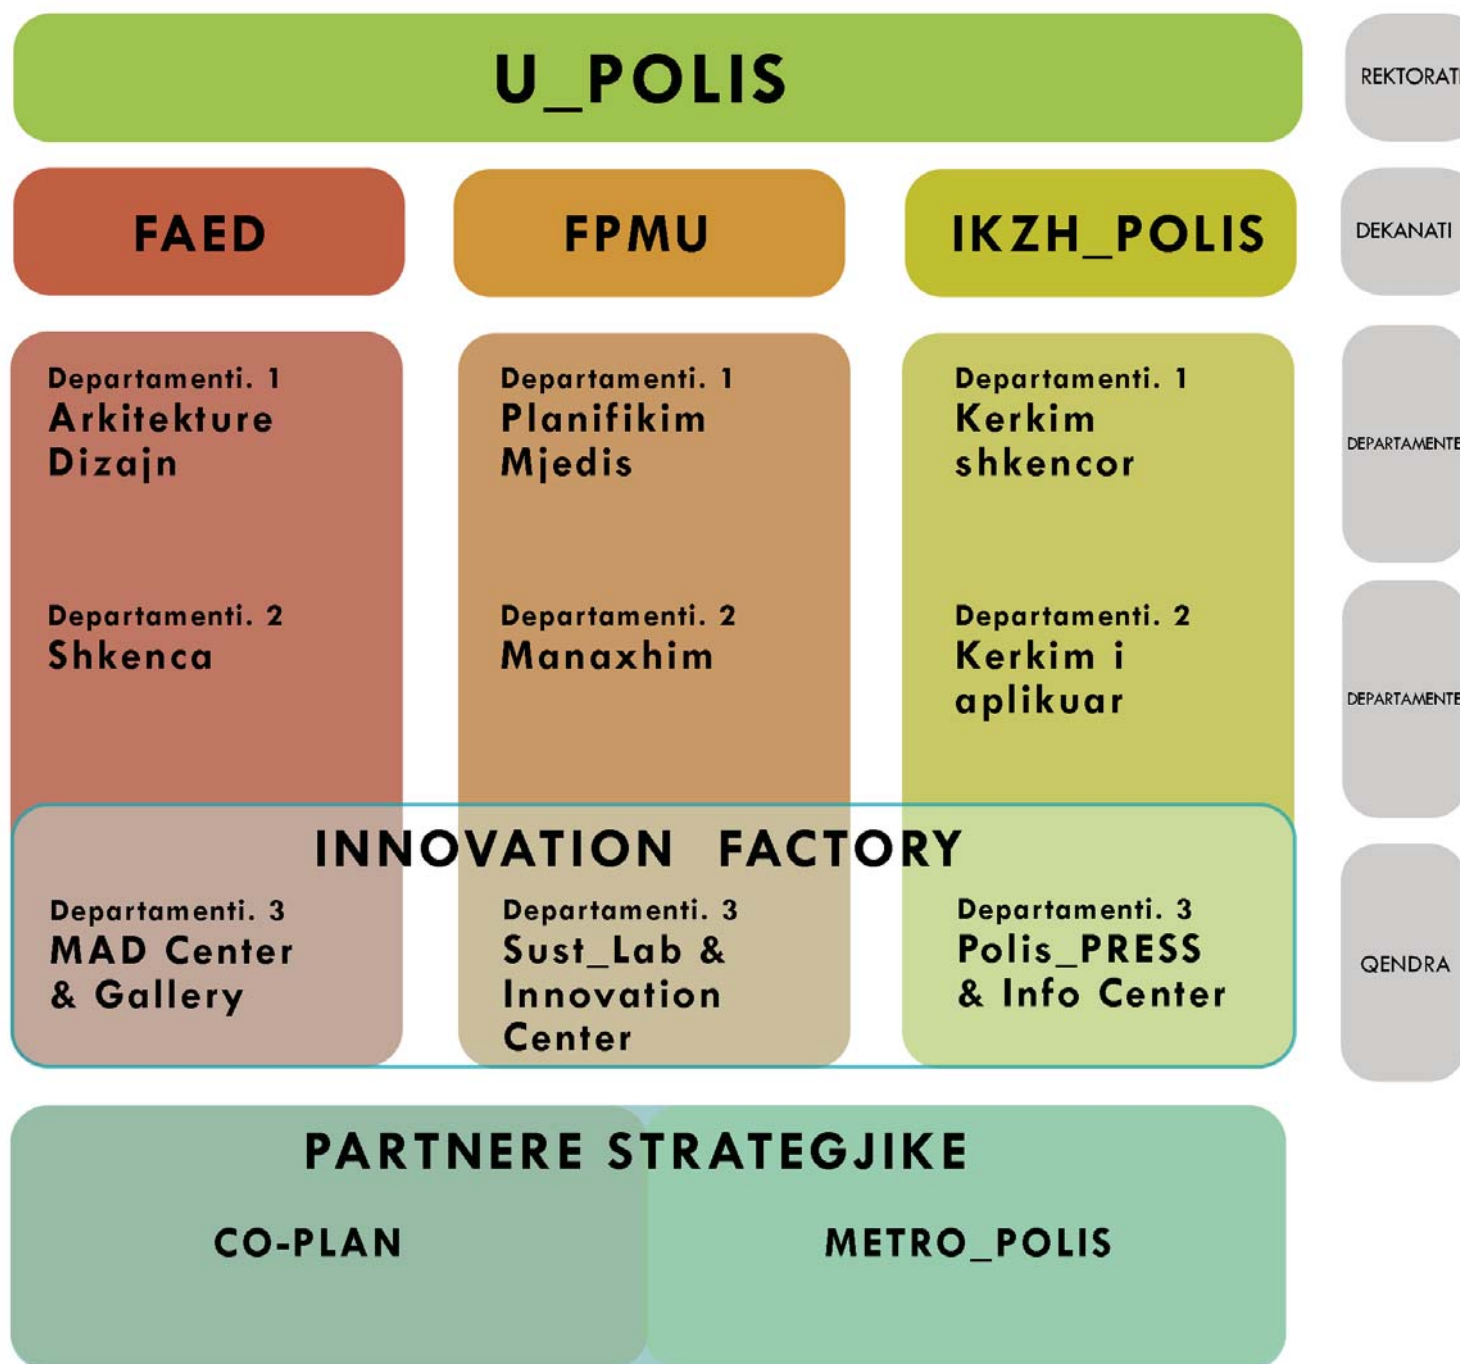 U_POLIS
REKTORATI
FAED
FPMU
IKZH_POLIS
DEKANATI
Departamenti. 1
Arkitekture
Dizajn
Departamenti. 1
Planifikim
Mjedis
Departamenti. 1
Kerkim
shkencor
DEPARTAMENTE
Departamenti. 2
Shkenca
Departamenti. 2
Manaxhim
Departamenti. 2
Kerkim i
aplikuar
DEPARTAMENTE
INNOVATION FACTORY
Departamenti. 3
MAD Center
& Gallery
Departamenti. 3
Sust_Lab &
Innovation
Center
Departamenti. 3
Polis_PRESS
& Info Center
QENDRA
PARTNERE STRATEGJIKE
CO-PLAN
METRO_POLIS